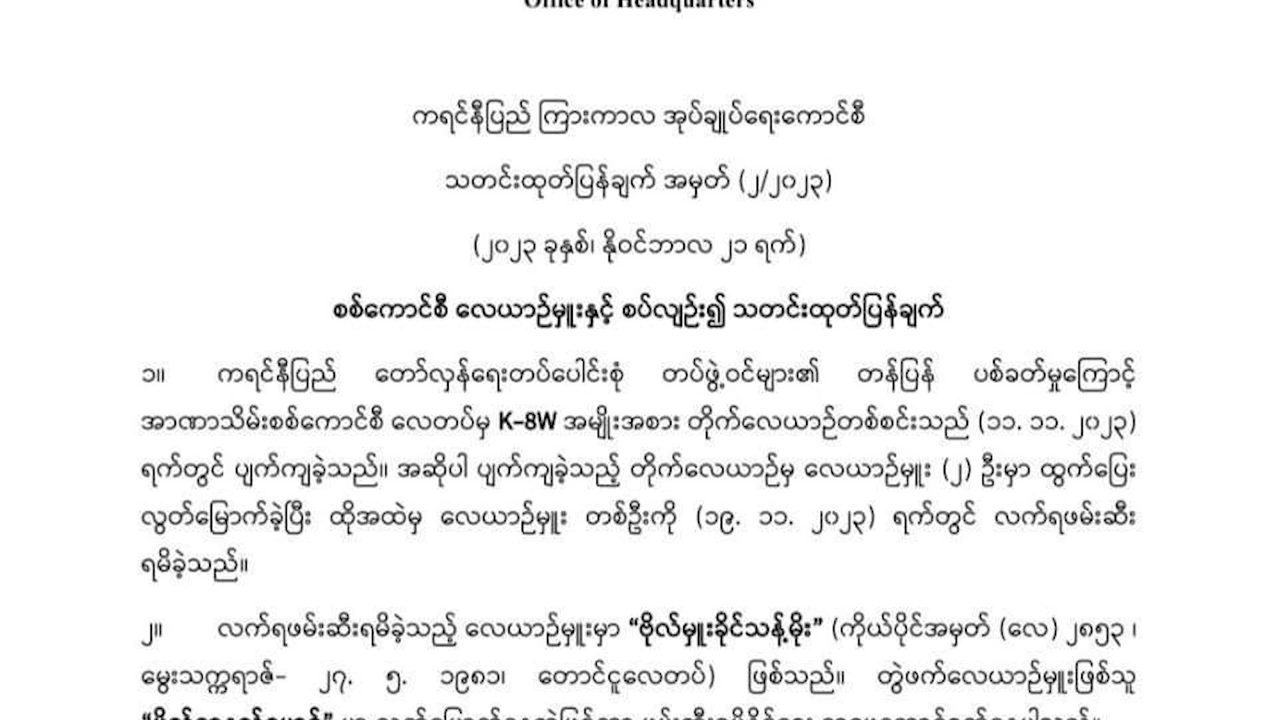 Office of Headquarters
ကရင်နီပြည် ကြားကာလ အုပ်ချုပ်ရေးကောင်စီ
သတင်းထုတ်ပြန်ချက် အမှတ် (၂/၂၀၂၃)
(၂၀၂၃ ခုနှစ်၊ နိုဝင်ဘာလ ၂၁ ရက်)
စစ်ကောင်စီ လေယာဉ်မှူးနှင့် စပ်လျဉ်း၍ သတင်းထုတ်ပြန်ချက်
၁။ ကရင်နီပြည် တော်လှန်ရေးတပ်ပေါင်းစုံ တပ်ဖွဲ့ဝင်များ၏ တန်ပြန် ပစ်ခတ်မှုကြောင့်
အာဏာသိမ်းစစ်ကောင်စီ လေတပ်မှ K-8W အမျိုးအစား တိုက်လေယာဉ်တစ်စင်းသည် (၁၁. ၁၁. ၂၀၂၃)
ရက်တွင် ပျက်ကျခဲ့သည်။ အဆိုပါ ပျက်ကျခဲ့သည့် တိုက်လေယာဉ်မှ လေယာဉ်မှူး (၂) ဦးမှာ ထွက်ပြေး
လွတ်မြောက်ခဲ့ပြီး ထိုအထဲမှ လေယာဉ်မှူး တစ်ဦးကို (၁၉. ၁၁. ၂၀၂၃) ရက်တွင် လက်ရဖမ်းဆီး
ရမိခဲ့သည်။
၂။ လက်ရဖမ်းဆီးရမိခဲ့သည့် လေယာဉ်မှူးမှာ “ဗိုလ်မှူးခိုင်သန့်မိုး” (ကိုယ်ပိုင်အမှတ် (လေ) ၂၈၅၃ ၊
မွေးသက္ကရာဇ်– ၂၇. ၅. ၁၉၈၁၊ တောင်ငူလေတပ်) ဖြစ်သည်။ တွဲဖက်လေယာဉ်မှူးဖြစ်သူ